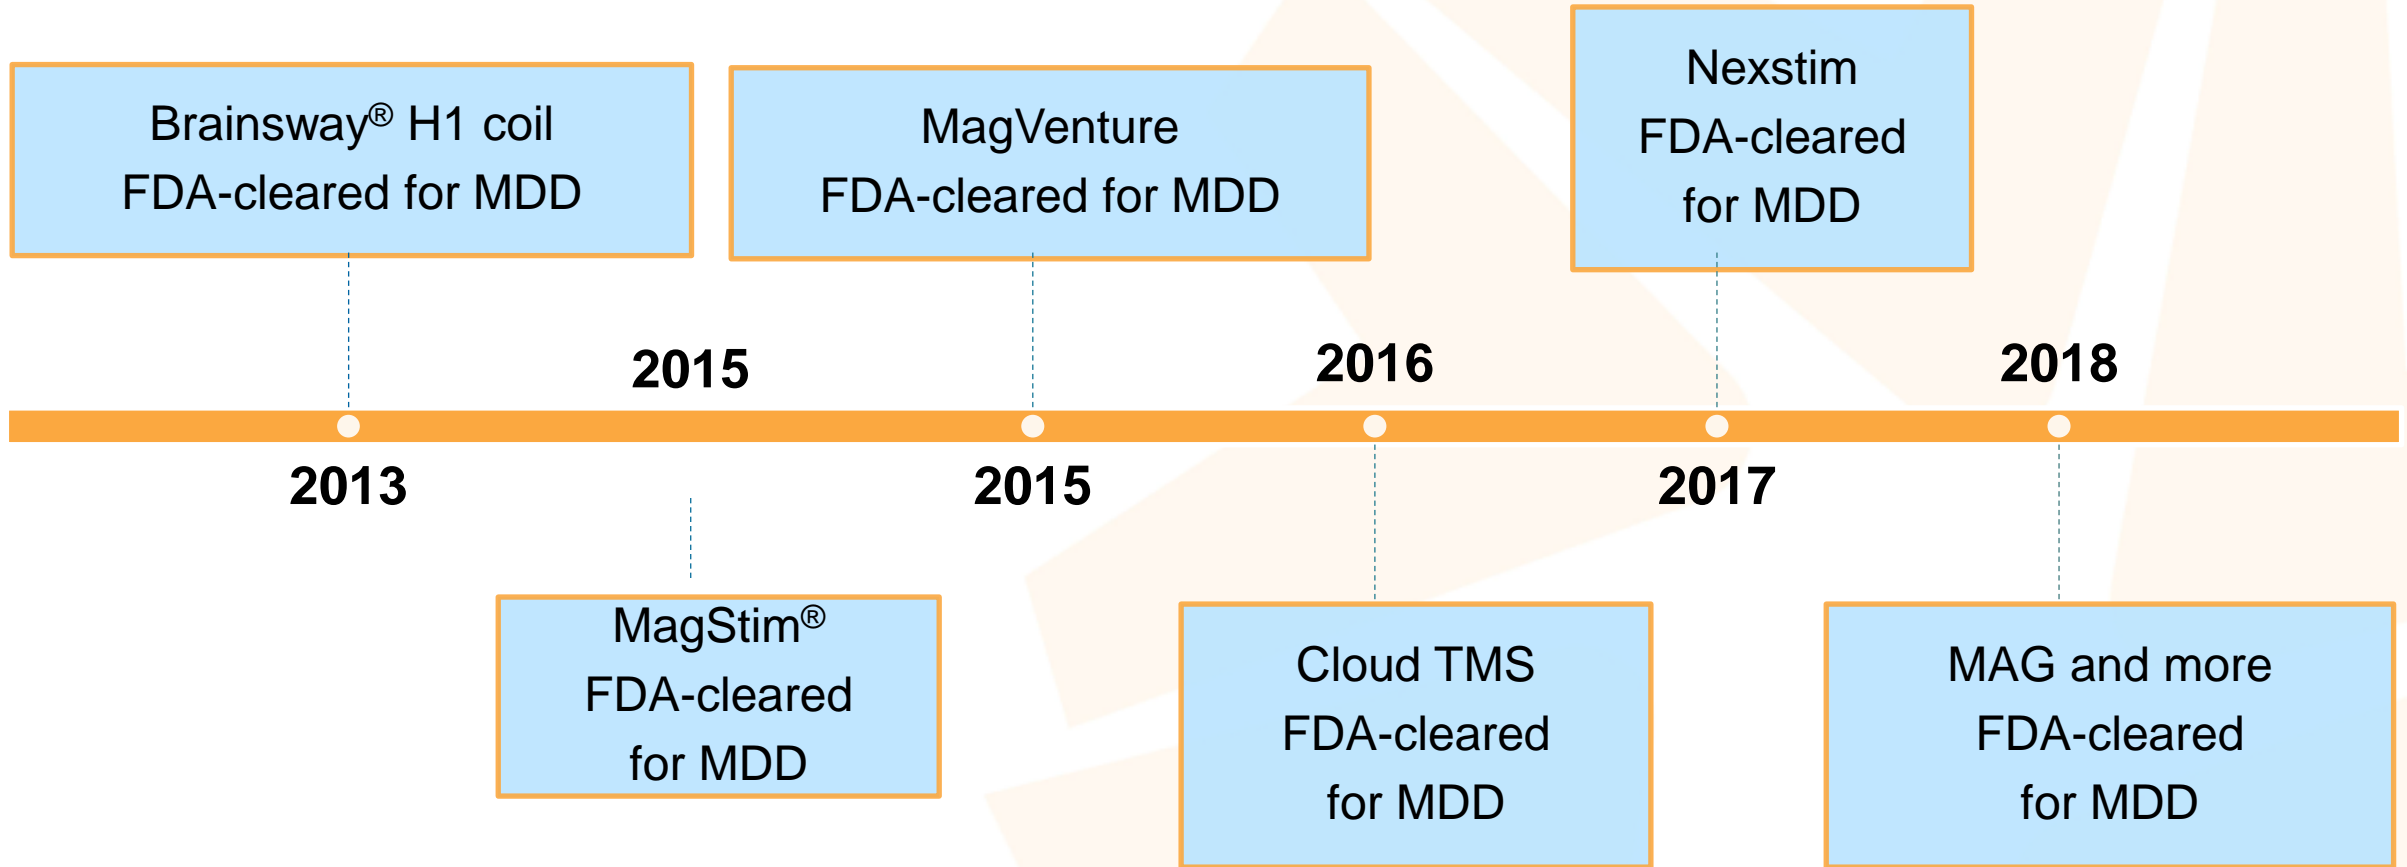 Brainsway® H1 coil
FDA-cleared for MDD
MagVenture
FDA-cleared for MDD
Nexstim
FDA-cleared
for MDD
2015
2016
2018
2013
2015
2017
MagStim®
FDA-cleared
for MDD
Cloud TMS
FDA-cleared
for MDD
MAG and more
FDA-cleared
for MDD